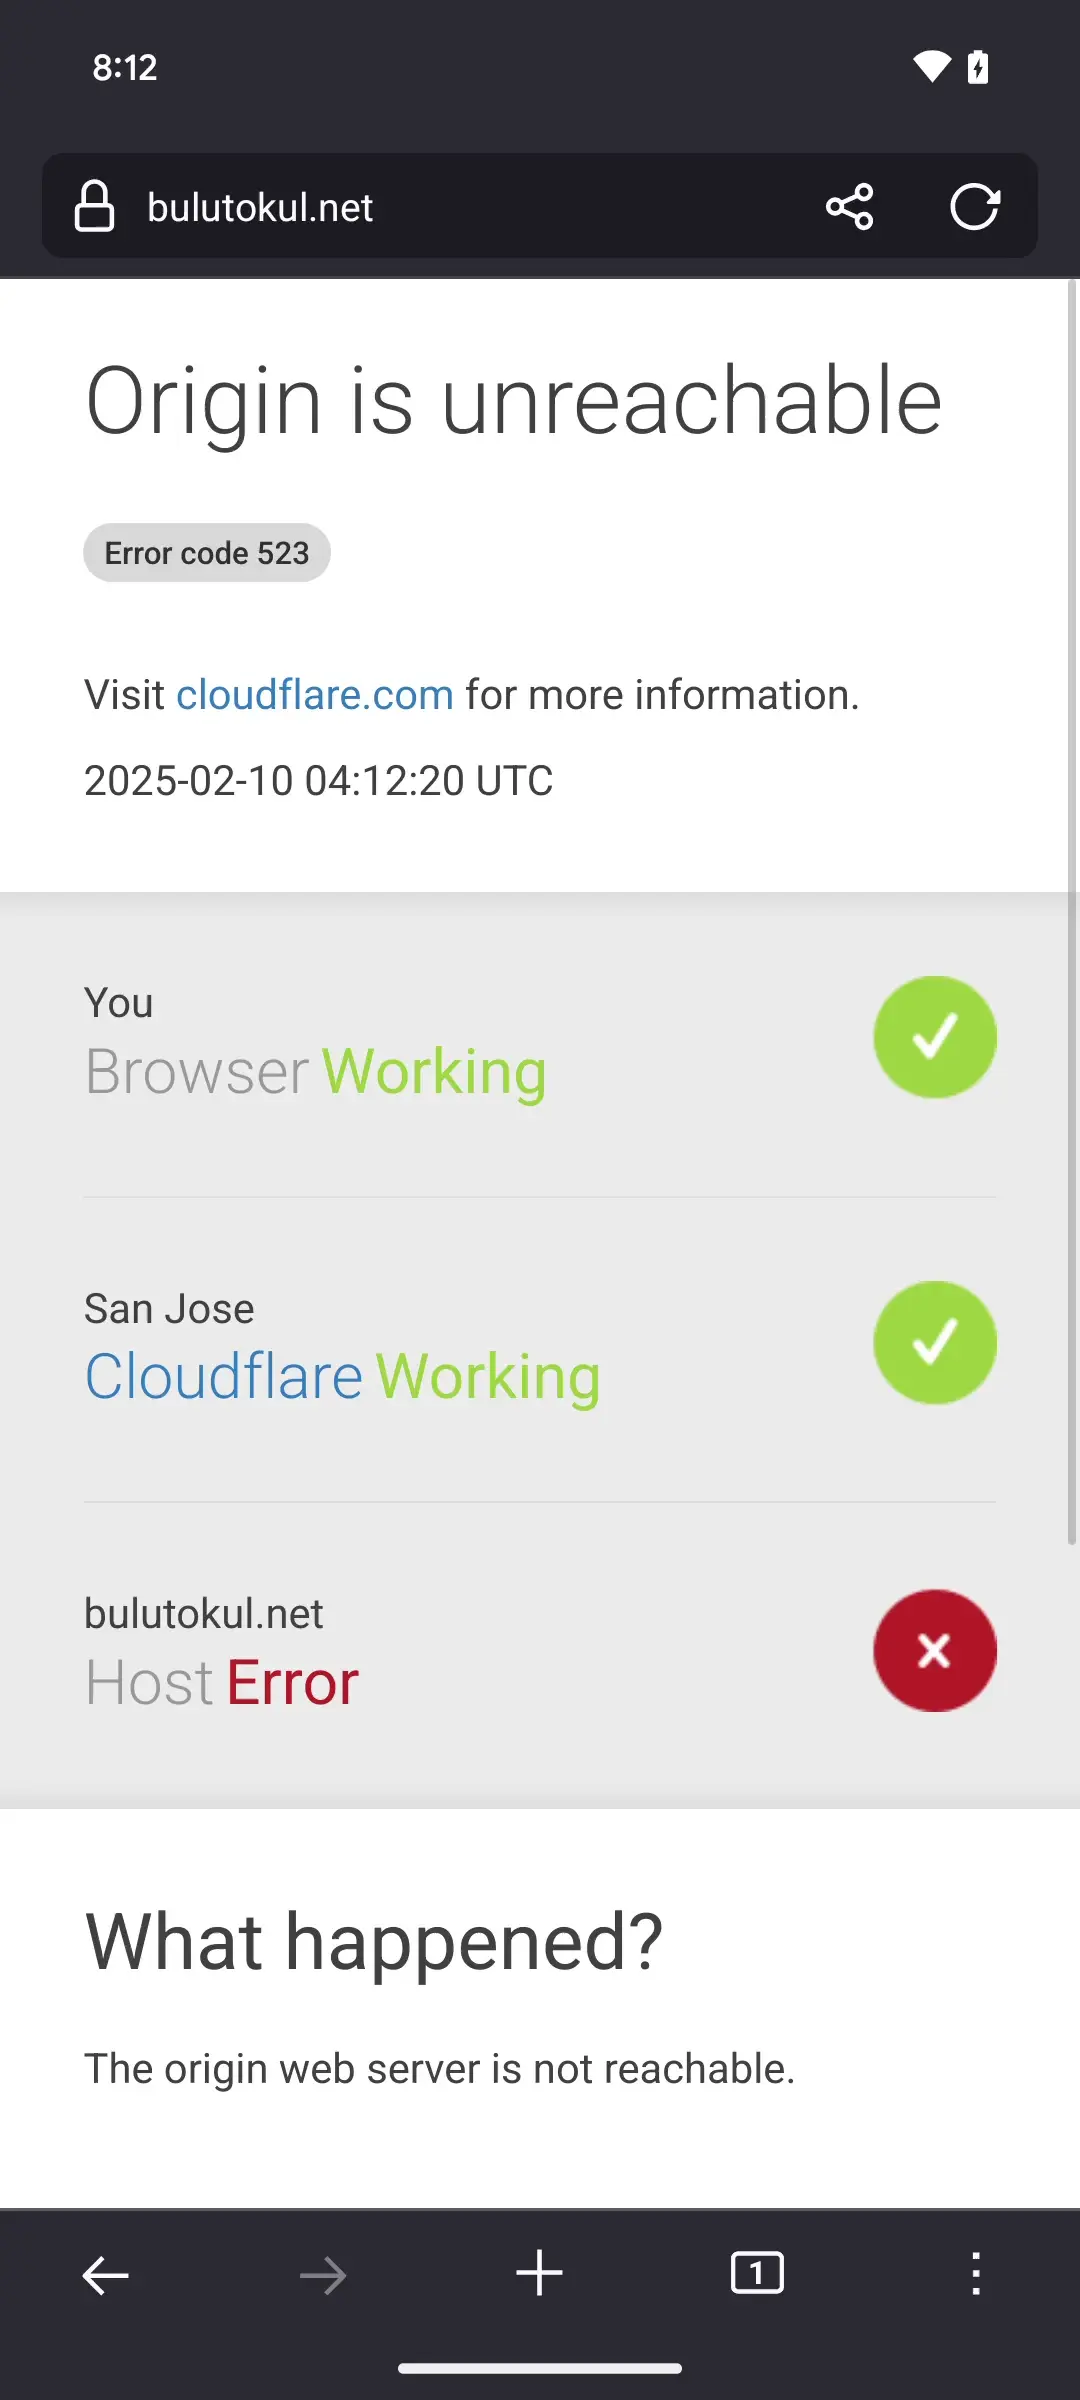 8:12
bulutokul.net
Origin is unreachable
Error code 523
Visit cloudflare.com for more information.
2025-02-10 04:12:20 UTC
You
Browser Working
San Jose
Cloudflare Working
bulutokul.net
Host Error
What happened?
The origin web server is not reachable.
1